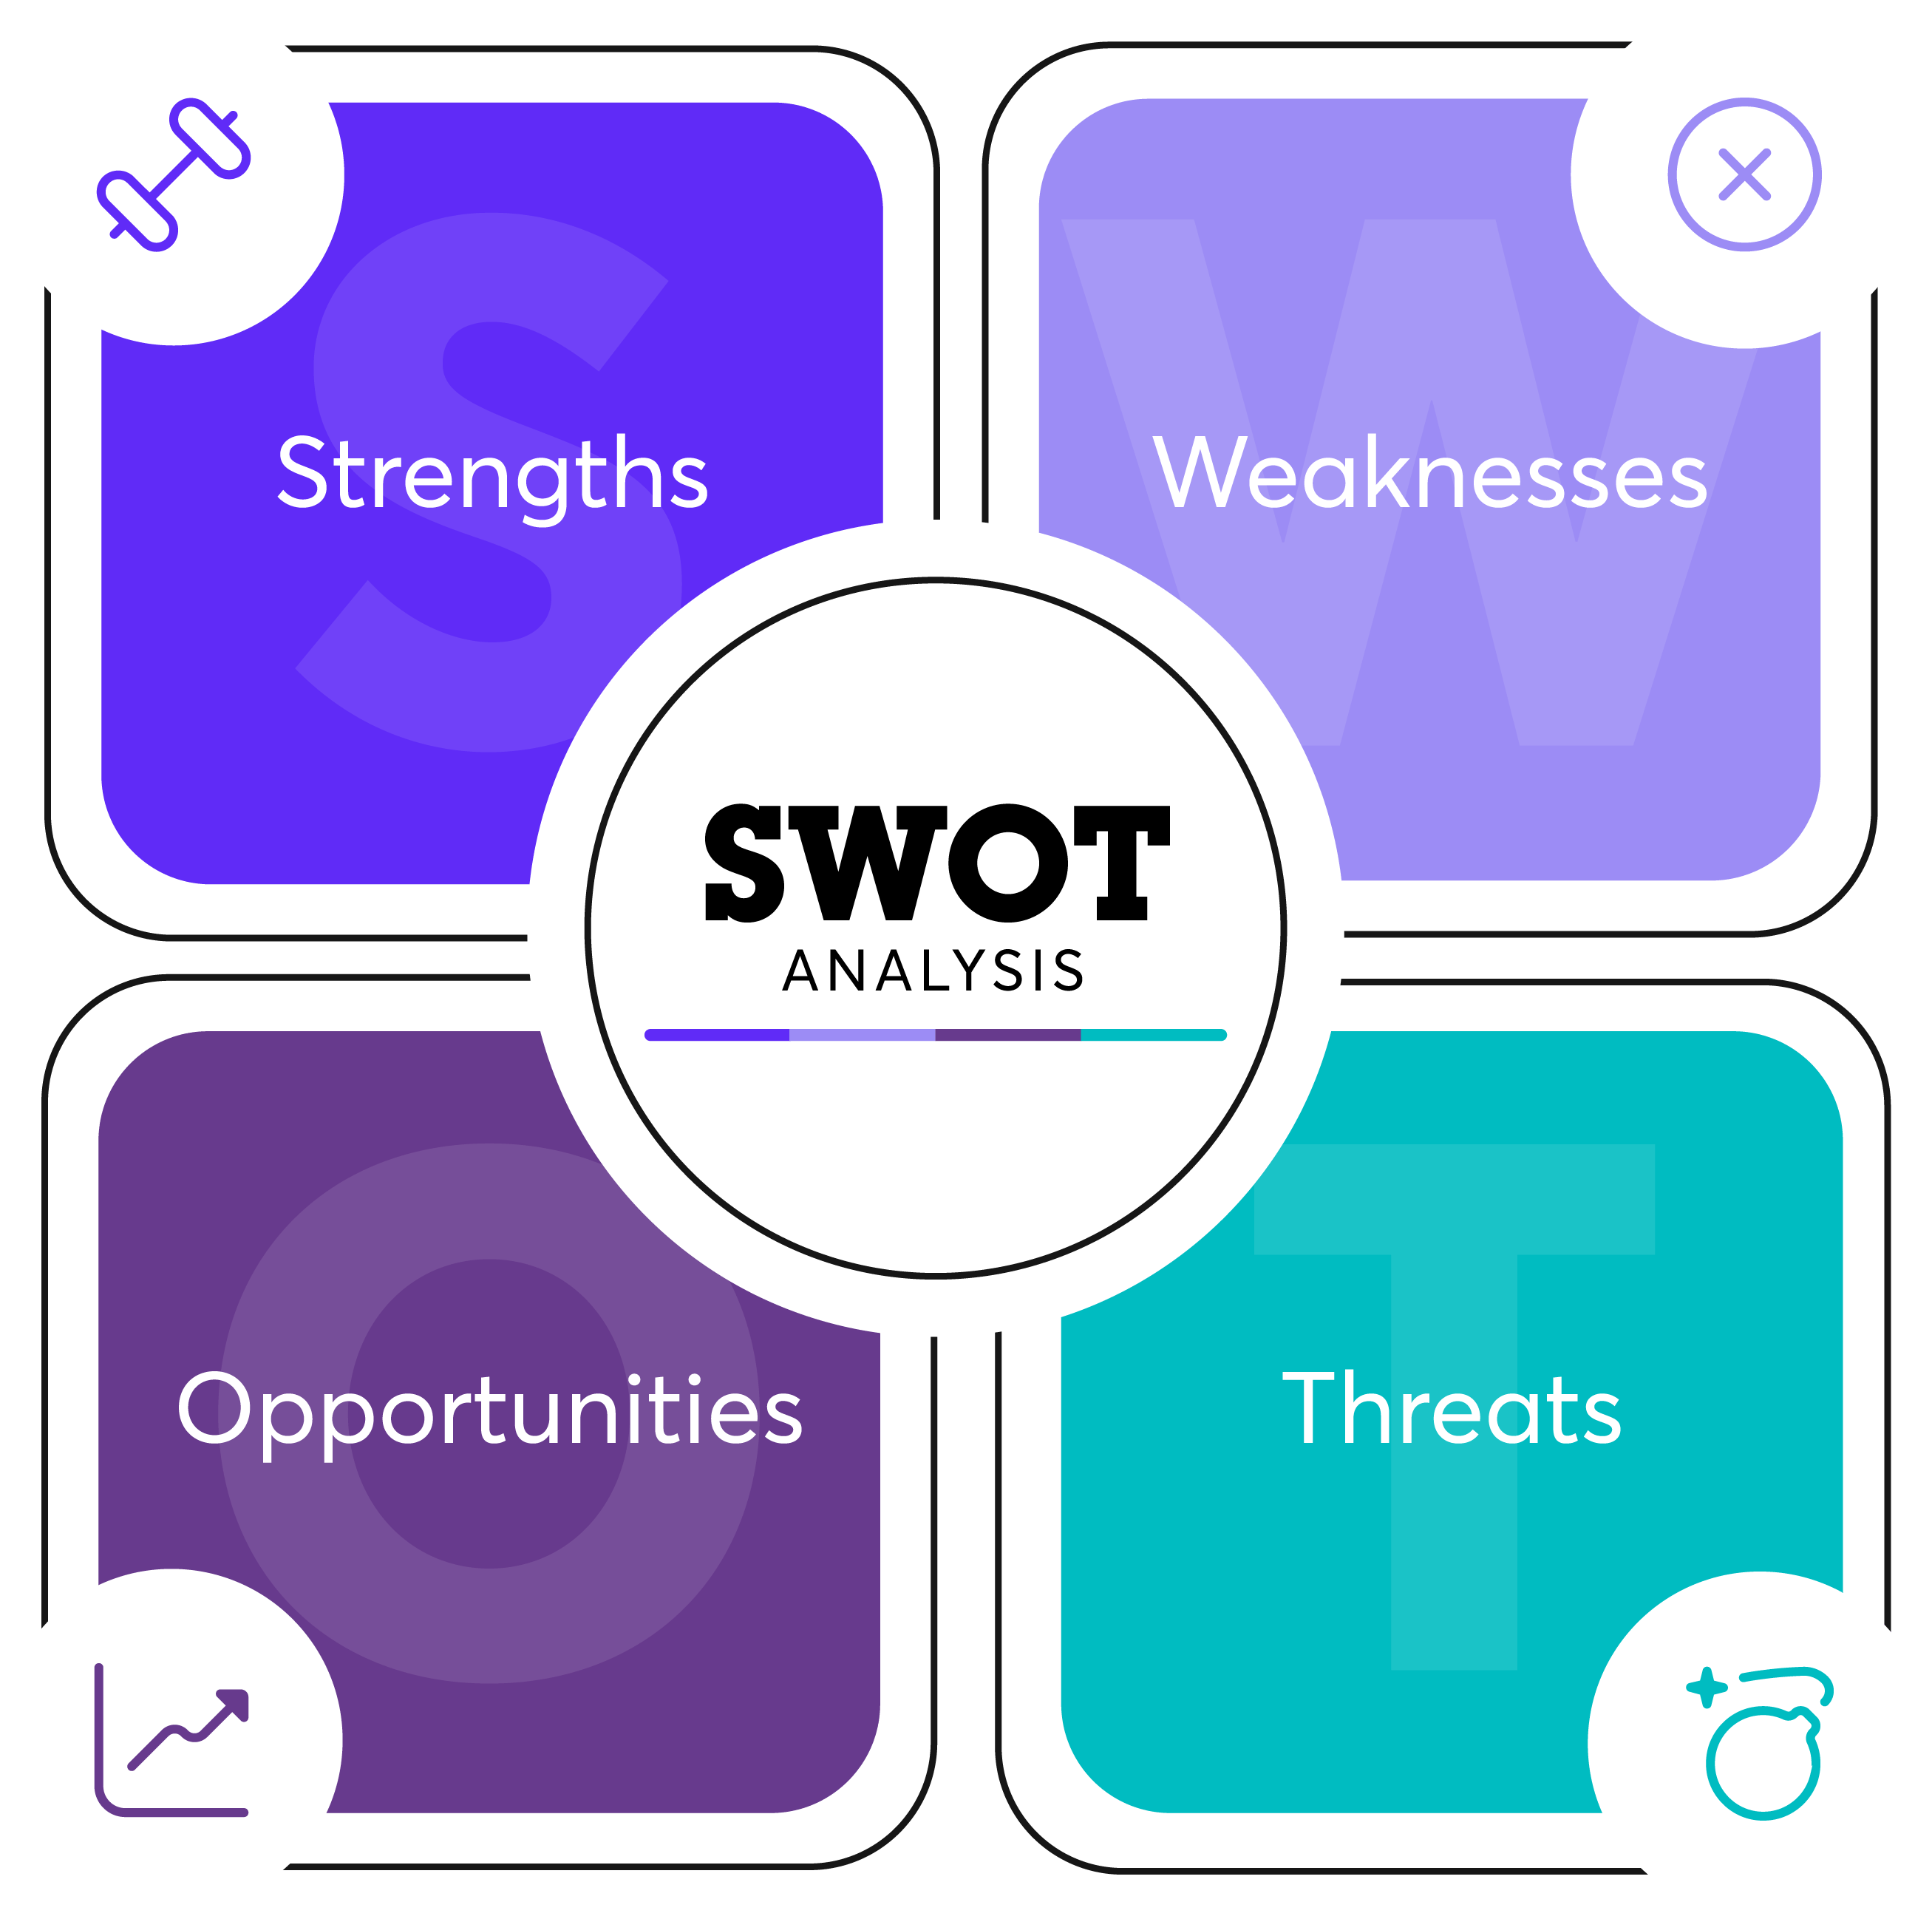 S
Strengths
W
Weaknesses
SWOT
ANALYSIS
O
Opportunities
T
Threats